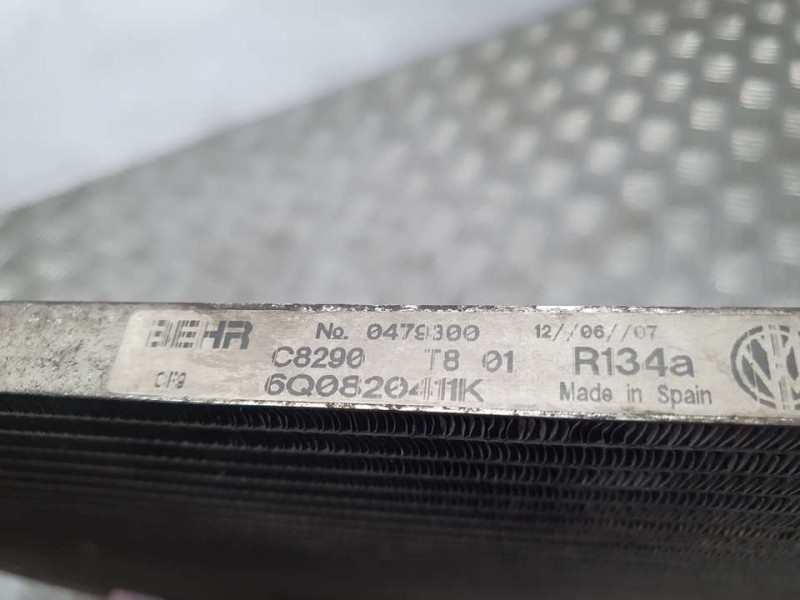 BEHR № 0479300 12//06//07
C8290 T8 01 R134a
6Q0820411K Made in Spain